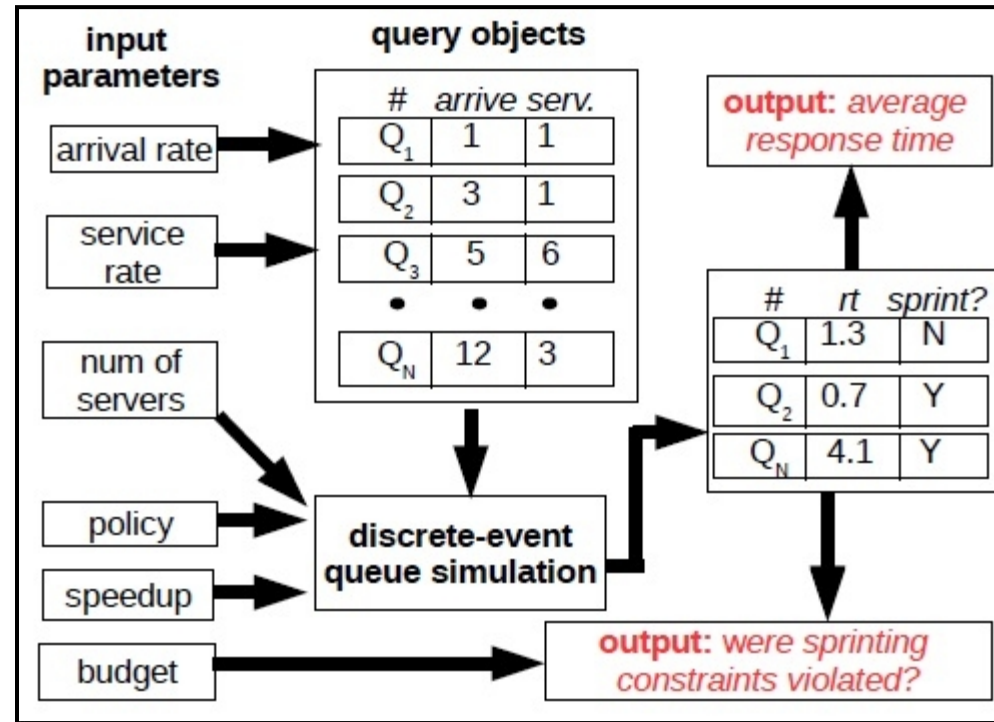 input
parameters
arrival rate
service
rate
num of
servers
policy
speedup
budget
query objects
# arrive serv.
Q1 1 1
Q2 3 1
Q3 5 6
• • •
QN 12 3
discrete-event
queue simulation
output: average
response time
# rt sprint?
Q1 1.3 N
Q2 0.7 Y
QN 4.1 Y
output: were sprinting
constraints violated?